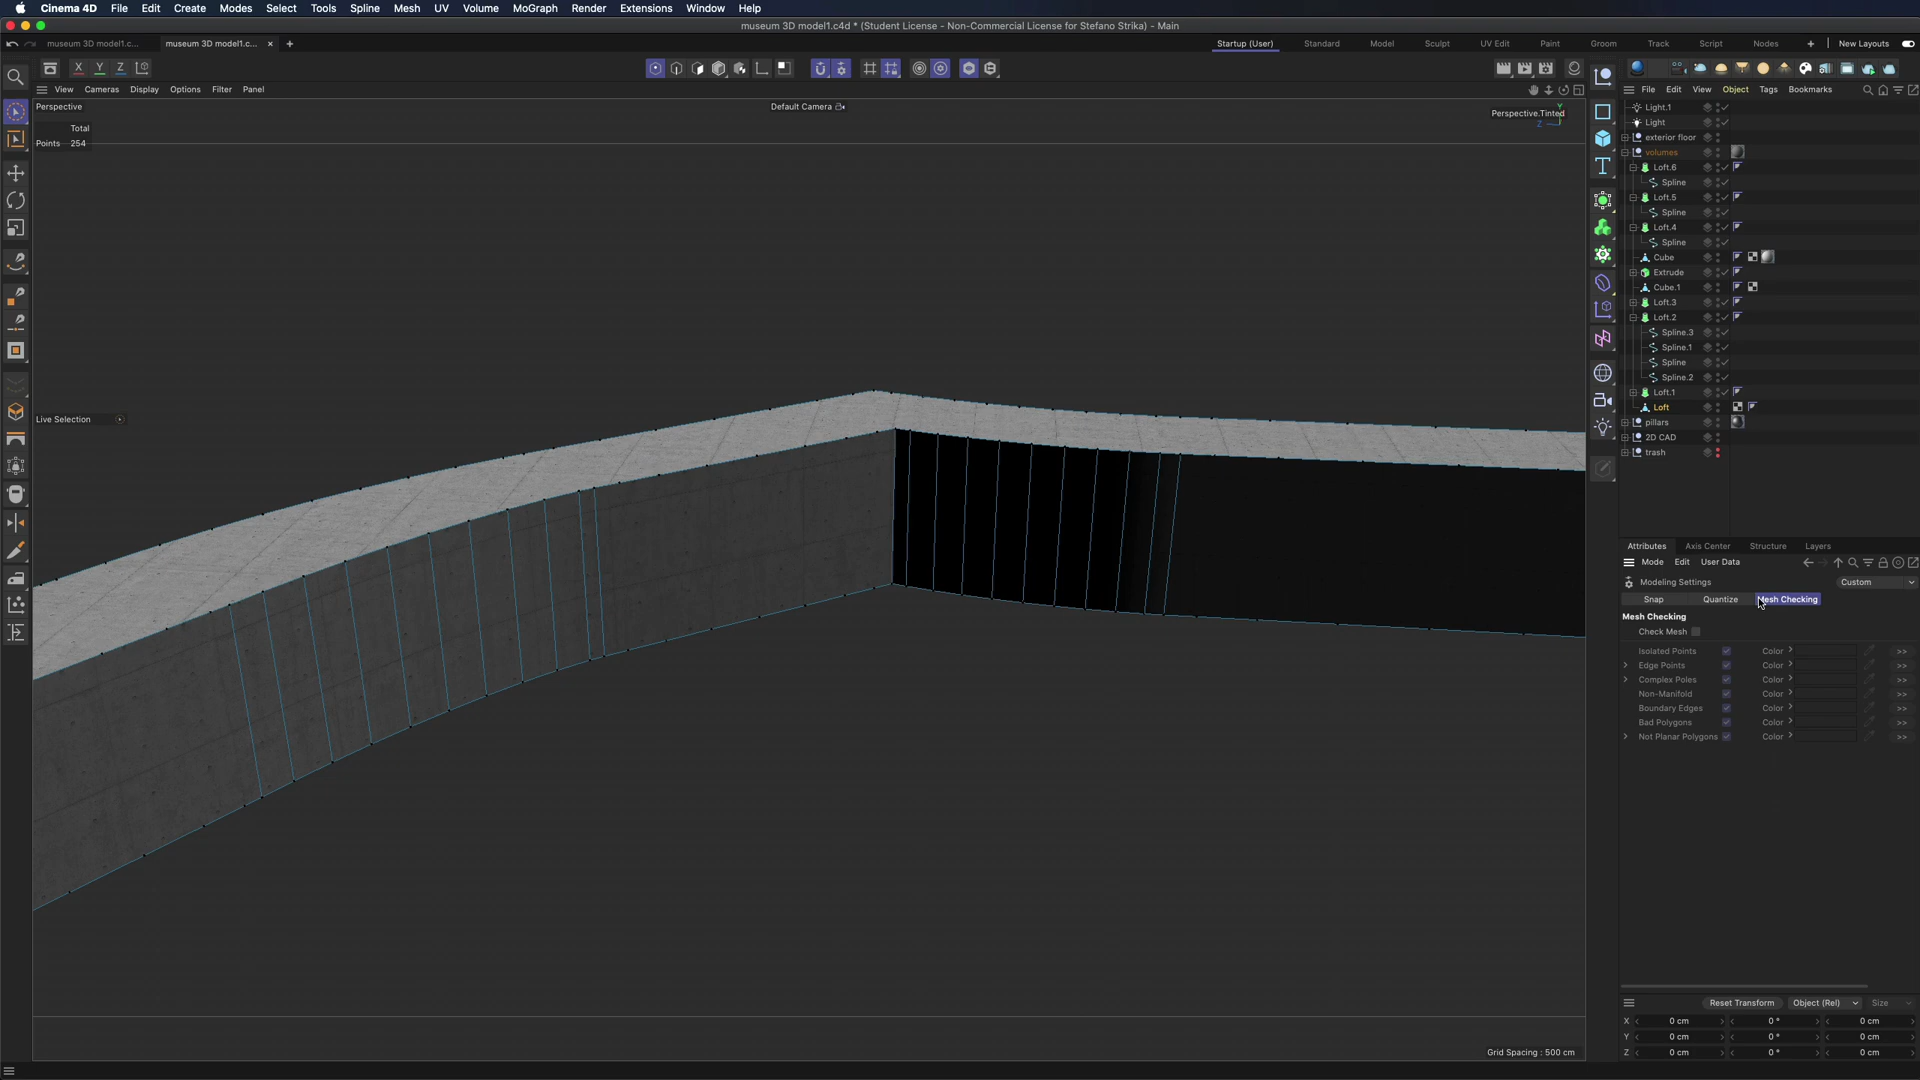 Cinema 4D File Edit Create Modes Select Tools Spline Mesh UV Volume MoGraph Render Extensions Window Help
museum 3D model1.c4d * (Student License - Non-Commercial License for Stefano Strika) - Main
museum 3D model1.c... museum 3D model1.c... × + Startup (User) Standard Model Sculpt UV Edit Paint Groom Track Script Nodes + New Layouts
X Y Z
View Cameras Display Options Filter Panel
File Edit View Object Tags Bookmarks
Perspective Default Camera
Perspective.Tinted
Y
Z
Total
Points 254
Live Selection
Light.1
Light
exterior floor
volumes
Loft.6
Spline
Loft.5
Spline
Loft.4
Spline
Cube
Extrude
Cube.1
Loft.3
Loft.2
Spline.3
Spline.1
Spline
Spline.2
Loft.1
Loft
pillars
2D CAD
trash
Attributes Axis Center Structure Layers
Mode Edit User Data
Modeling Settings Custom
Snap Quantize Mesh Checking
Mesh Checking
Check Mesh
Isolated Points Color >>
Edge Points Color >>
Complex Poles Color >>
Non-Manifold Color >>
Boundary Edges Color >>
Bad Polygons Color >>
Not Planar Polygons Color >>
Reset Transform Object (Rel) Size
X 0 cm 0 ° 0 cm
Y 0 cm 0 ° 0 cm
Z 0 cm 0 ° 0 cm
Grid Spacing : 500 cm